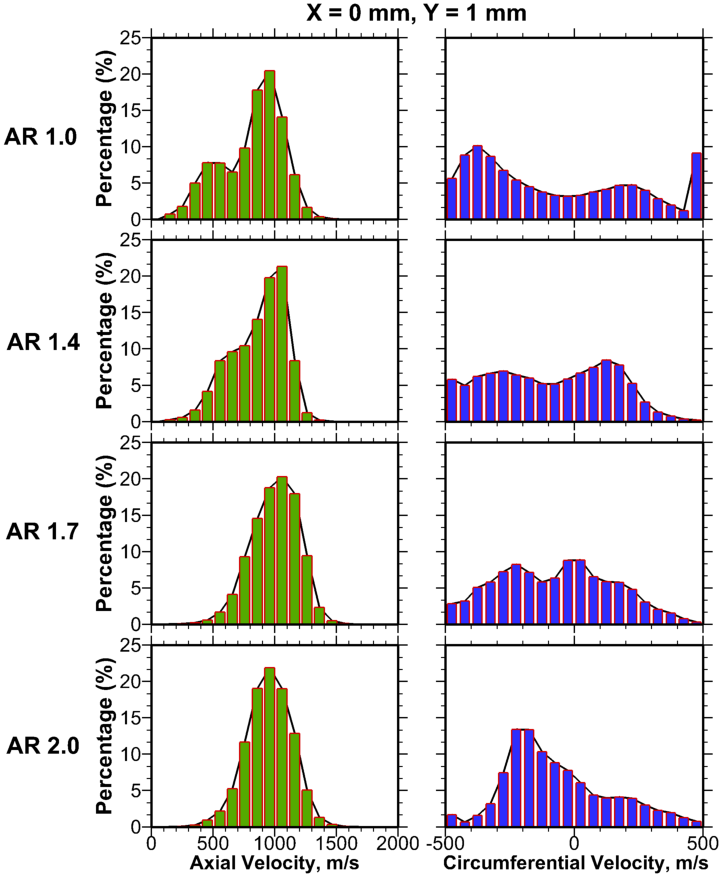 X = 0 mm, Y = 1 mm
AR 1.0
Percentage (%)
25
20
15
10
5
0
AR 1.4
Percentage (%)
25
20
15
10
5
0
AR 1.7
Percentage (%)
25
20
15
10
5
0
AR 2.0
Percentage (%)
25
20
15
10
5
0
0 500 1000 1500 2000
Axial Velocity, m/s
-500 0 500
Circumferential Velocity, m/s